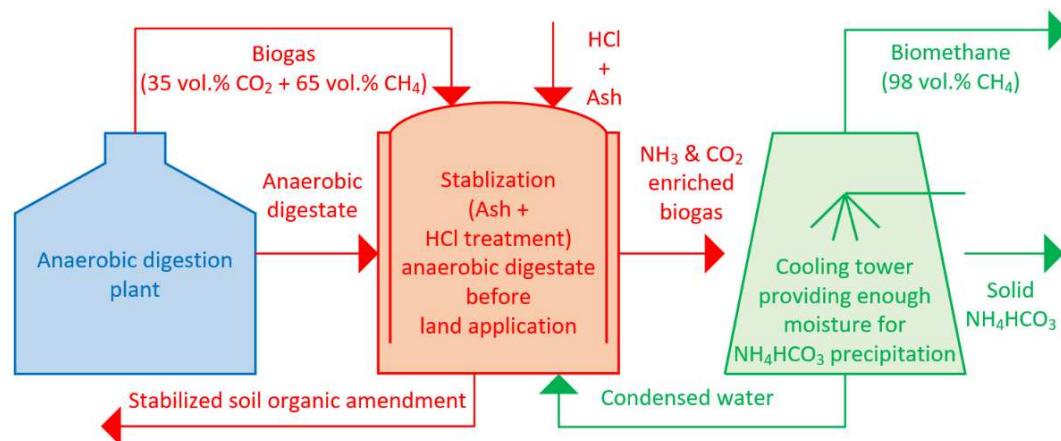 Biogas
(35 vol.% CO₂ + 65 vol.% CH₄)
HCl
+
Ash
Biomethane
(98 vol.% CH₄)
Anaerobic
digestate
Stablization
(Ash +
HCl treatment)
anaerobic digestate
before
land application
NH₃ & CO₂
enriched
biogas
Anaerobic digestion
plant
Cooling tower
providing enough
moisture for
NH₄HCO₃ precipitation
Solid
NH₄HCO₃
Stabilized soil organic amendment
Condensed water